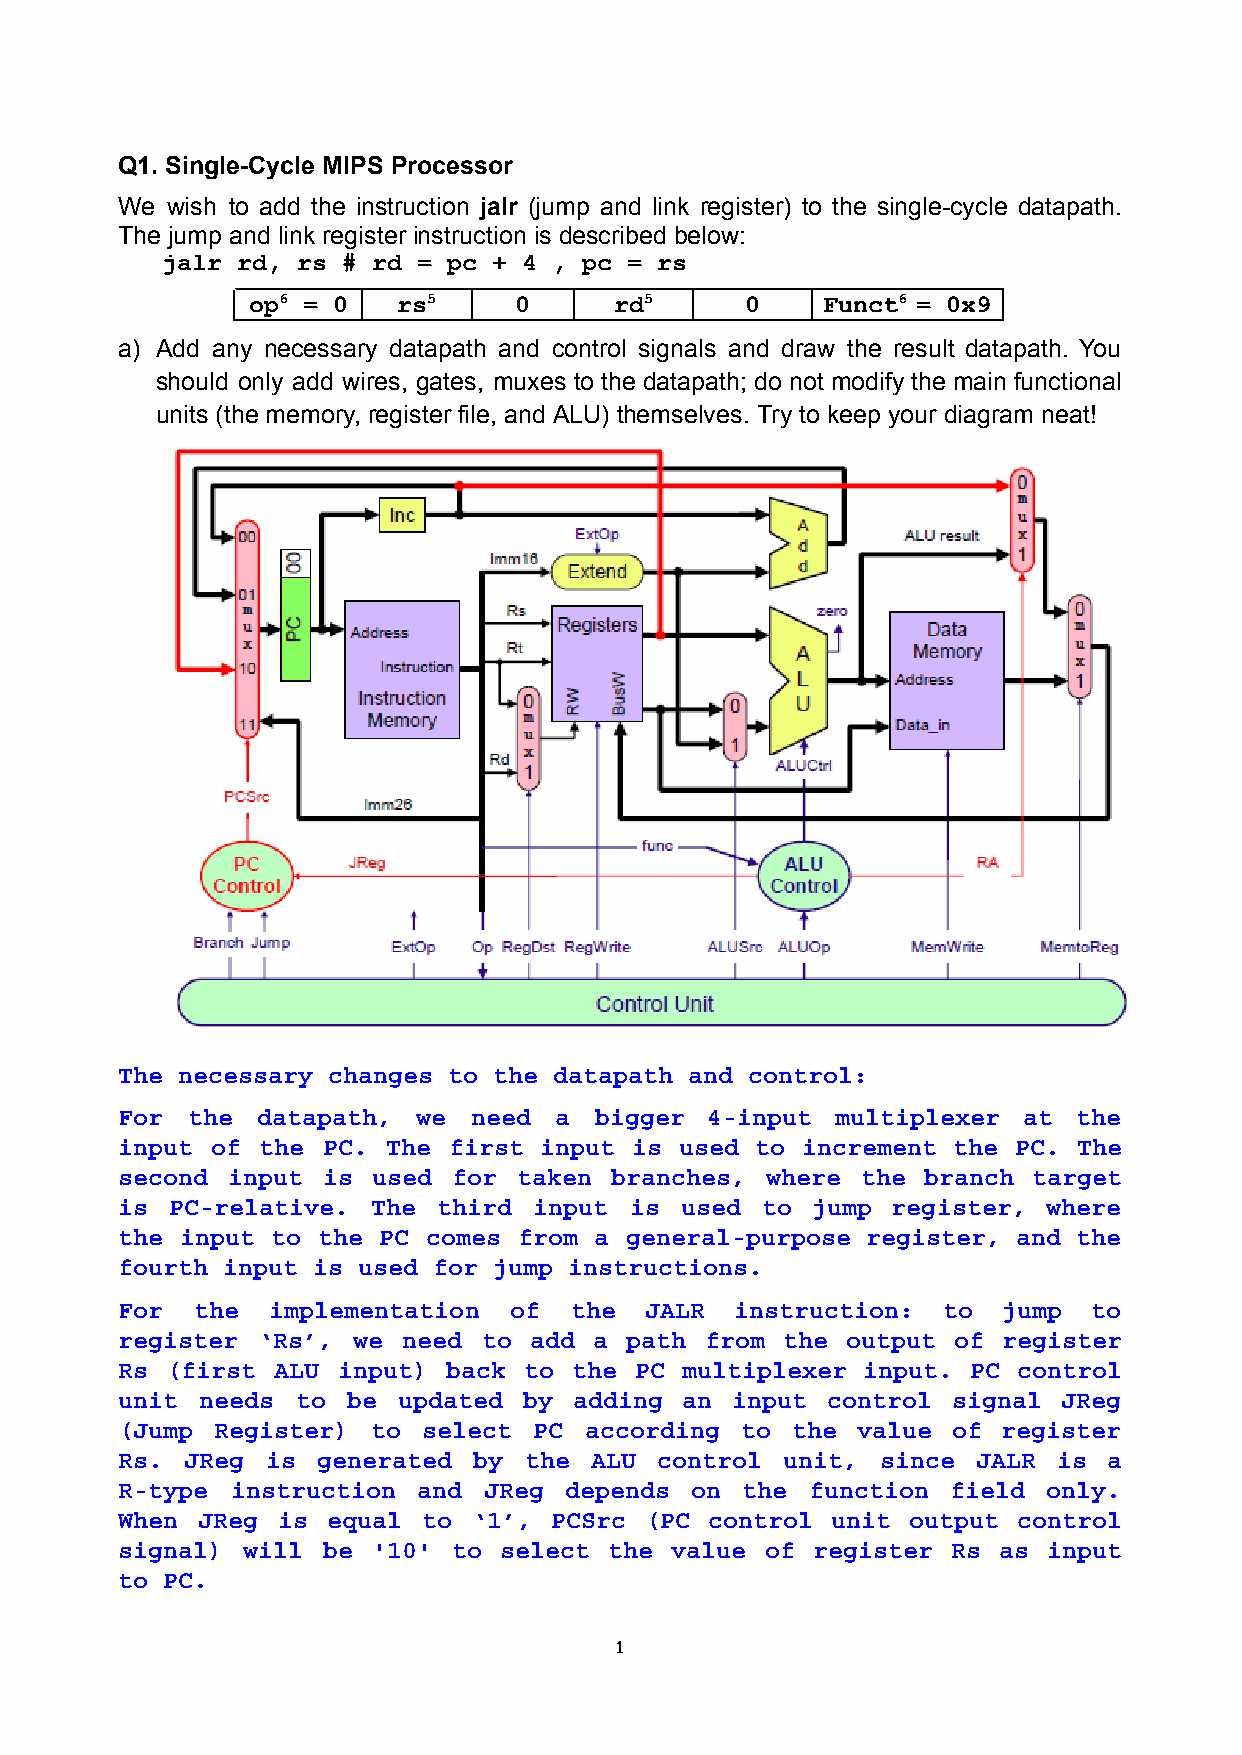 Q1. Single-Cycle MIPS Processor
We wish to add the instruction jalr (jump and link register) to the single-cycle datapath.
The jump and link register instruction is described below:
jalr rd, rs # rd = pc + 4 , pc = rs
op6 = 0 rs5 0 rd5 0 Funct6 = 0x9
a) Add any necessary datapath and control signals and draw the result datapath. You
should only add wires, gates, muxes to the datapath; do not modify the main functional
units (the memory, register file, and ALU) themselves. Try to keep your diagram neat!
0
mux
1
Inc
00
01
mux
10
11
00
PC
ExtOp
Imm16
Extend
Add
Add
ALU result
Rs
Rt
Rd
Registers
RW
BusW
0
mux
1
Address
Instruction
Instruction
Memory
zero
ALU
0
1
Data
Memory
Address
Data_in
0
mux
1
ALUCtrl
PCSrc
Imm26
func
PC
Control
JReg
ALU
Control
RA
Branch Jump ExtOp Op RegDst RegWrite ALUSrc ALUOp MemWrite MemtoReg
Control Unit
The necessary changes to the datapath and control:
For the datapath, we need a bigger 4-input multiplexer at the
input of the PC. The first input is used to increment the PC. The
second input is used for taken branches, where the branch target
is PC-relative. The third input is used to jump register, where
the input to the PC comes from a general-purpose register, and the
fourth input is used for jump instructions.
For the implementation of the JALR instruction: to jump to
register ‘Rs’, we need to add a path from the output of register
Rs (first ALU input) back to the PC multiplexer input. PC control
unit needs to be updated by adding an input control signal JReg
(Jump Register) to select PC according to the value of register
Rs. JReg is generated by the ALU control unit, since JALR is a
R-type instruction and JReg depends on the function field only.
When JReg is equal to ‘1’, PCSrc (PC control unit output control
signal) will be '10' to select the value of register Rs as input
to PC.
1